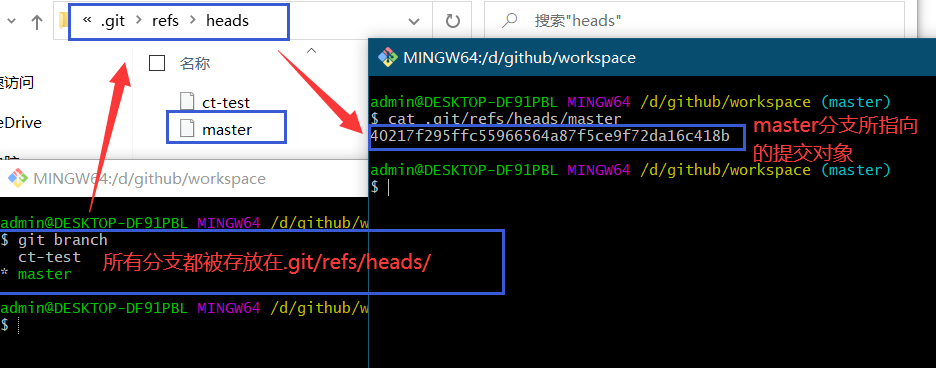 « .git › refs › heads
搜索"heads"
名称
速访问
ct-test
eDrive
master
MINGW64:/d/github/workspace
admin@DESKTOP-DF91PBL MINGW64 /d/github/workspace (master)
$ cat .git/refs/heads/master
40217f295ffc55966564a87f5ce9f72da16c418b
master分支所指向
的提交对象
admin@DESKTOP-DF91PBL MINGW64 /d/github/workspace (master)
$
MINGW64:/d/github/workspace
admin@DESKTOP-DF91PBL MINGW64 /d/github/w
$ git branch
ct-test
* master
所有分支都被存放在.git/refs/heads/
admin@DESKTOP-DF91PBL MINGW64 /d/github/w
$